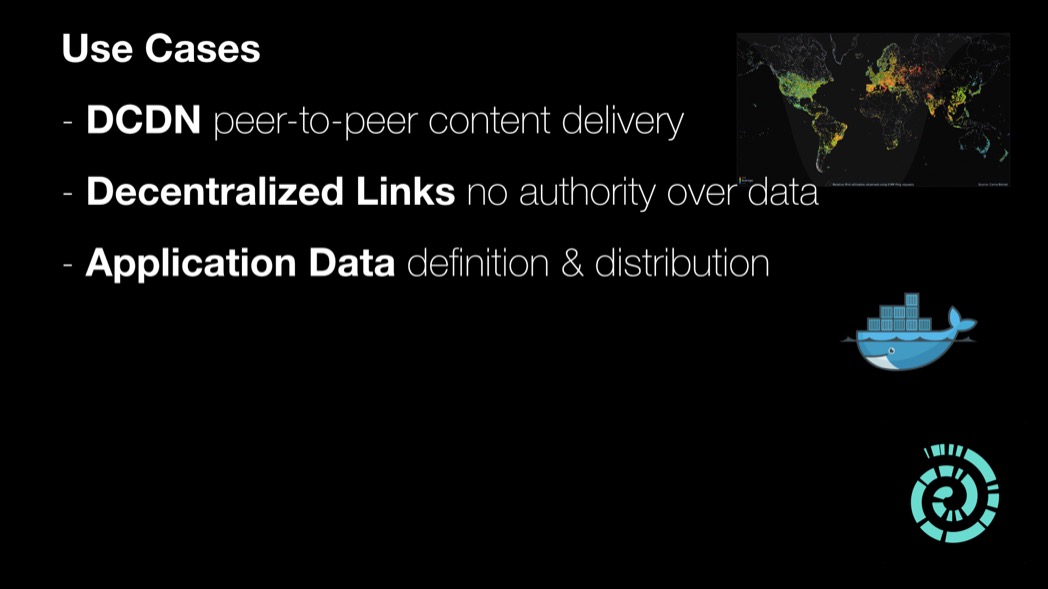 Use Cases
- DCDN peer-to-peer content delivery
- Decentralized Links no authority over data
- Application Data definition & distribution